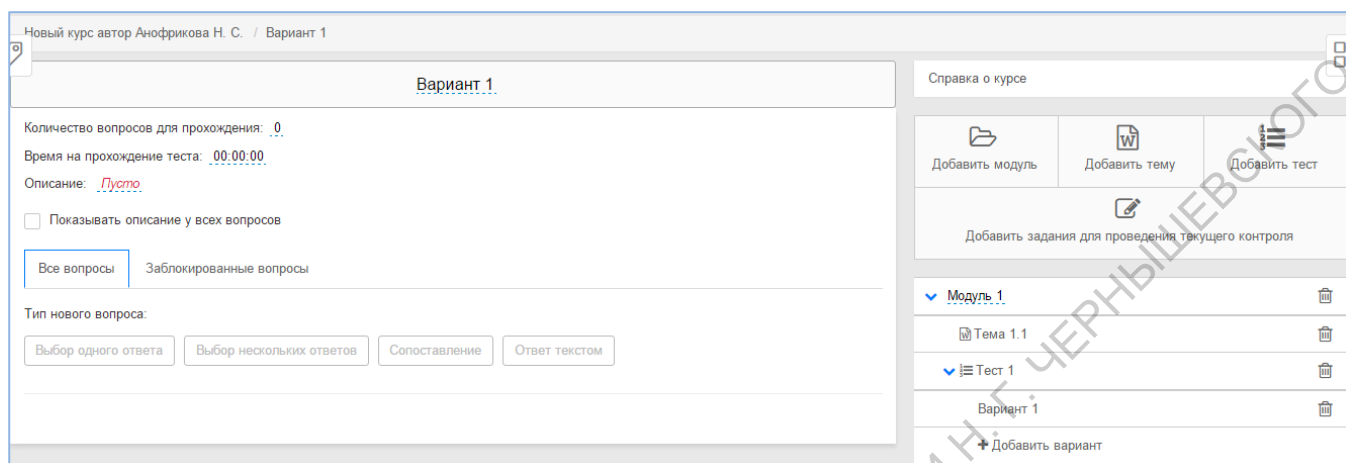 Новый курс автор Анофрикова Н. С. / Вариант 1
Вариант 1
Количество вопросов для прохождения: 0
Время на прохождение теста: 00:00:00
Описание: Пусто
Показывать описание у всех вопросов
Все вопросы Заблокированные вопросы
Тип нового вопроса:
Выбор одного ответа Выбор нескольких ответов Сопоставление Ответ текстом
Справка о курсе
Добавить модуль Добавить тему Добавить тест
Добавить задания для проведения текущего контроля
Модуль 1
Тема 1.1
Тест 1
Вариант 1
Добавить вариант
Н. Г. ЧЕРНЫШЕВСКОГО